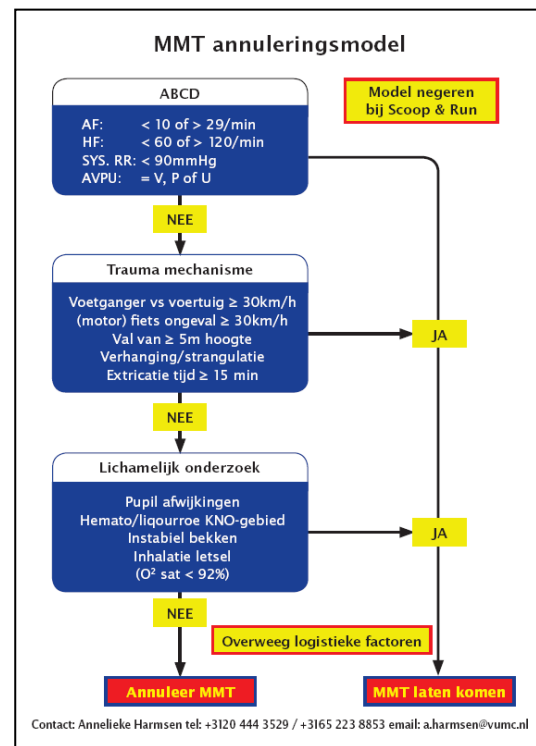 MMT annuleringsmodel
ABCD
Model negeren
bij Scoop & Run
AF: < 10 of > 29/min
HF: < 60 of > 120/min
SYS. RR: < 90mmHg
AVPU: = V, P of U
NEE
Trauma mechanisme
Voetganger vs voertuig ≥ 30km/h
(motor) fiets ongeval ≥ 30km/h
Val van ≥ 5m hoogte
Verhanging/strangulatie
Extricatie tijd ≥ 15 min
JA
NEE
Lichamelijk onderzoek
Pupil afwijkingen
Hemato/liqourroe KNO-gebied
Instabiel bekken
Inhalatie letsel
(O² sat < 92%)
JA
NEE
Overweeg logistieke factoren
Annuleer MMT
MMT laten komen
Contact: Annelieke Harmsen tel: +3120 444 3529 / +3165 223 8853 email: a.harmsen@vumc.nl